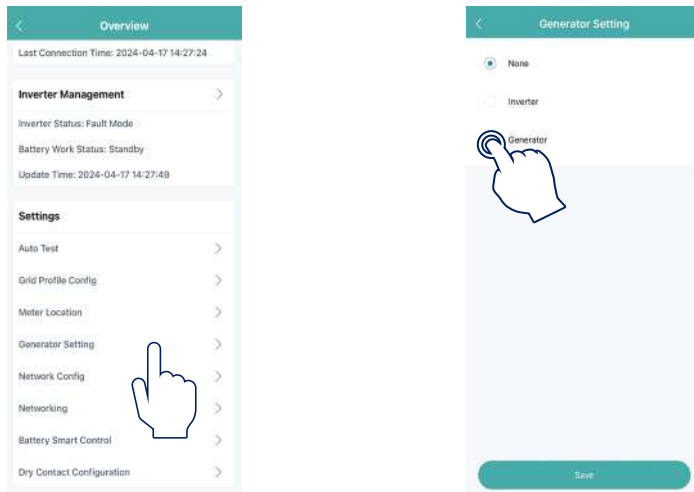 Overview
Last Connection Time: 2024-04-17 14:27:24
Inverter Management
Inverter Status: Fault Mode
Battery Work Status: Standby
Update Time: 2024-04-17 14:27:49
Settings
Auto Test
Grid Profile Config
Meter Location
Generator Setting
Network Config
Networking
Battery Smart Control
Dry Contact Configuration
Generator Setting
None
Inverter
Generator
Save